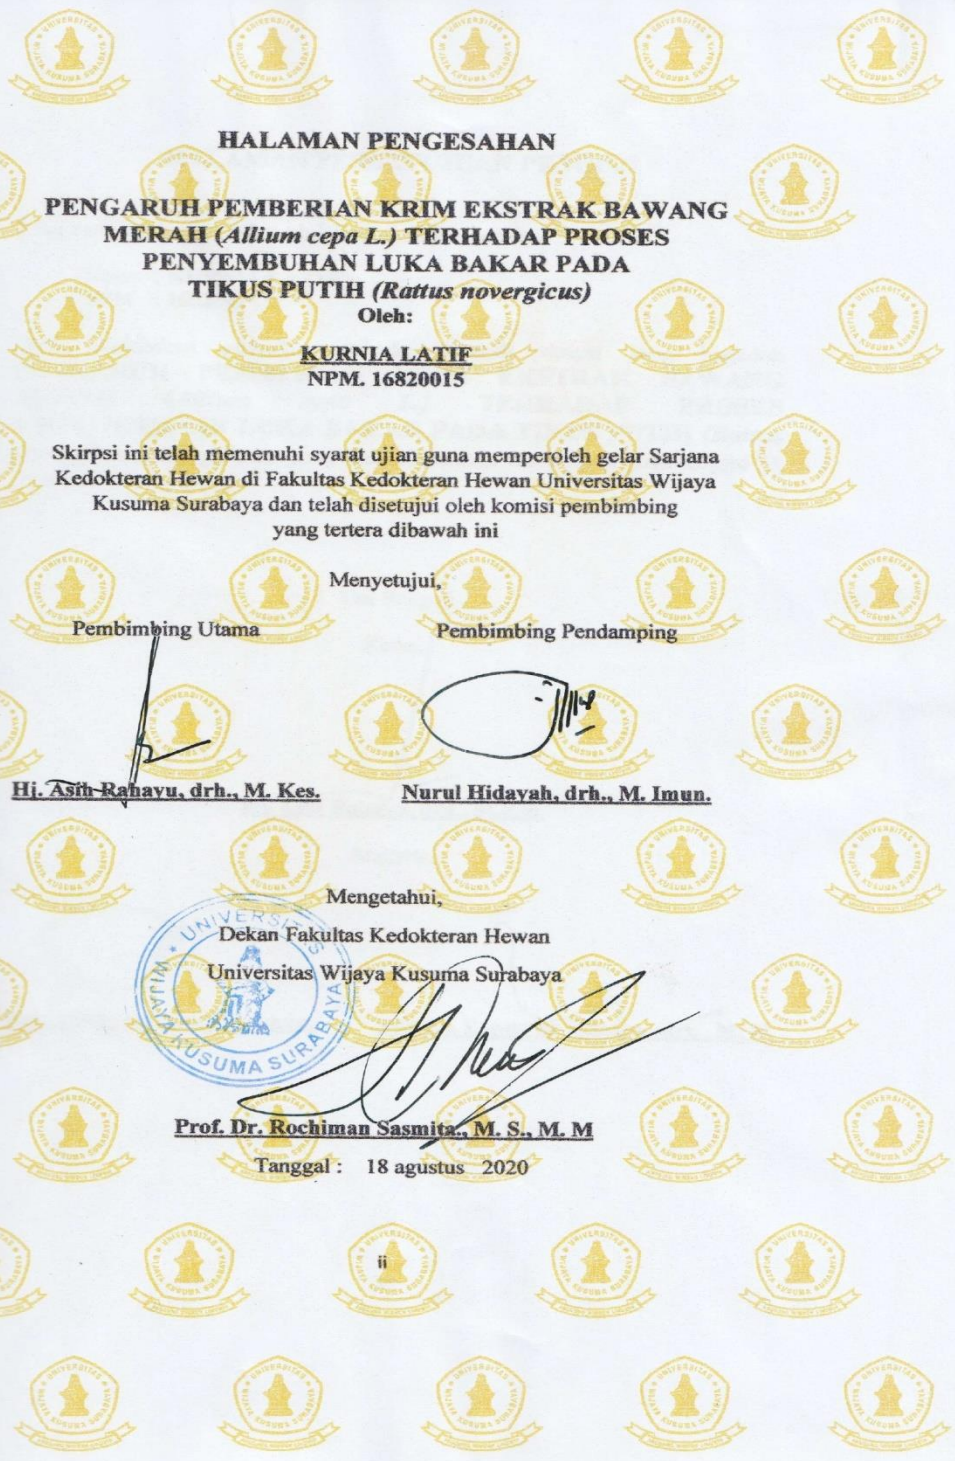 HALAMAN PENGESAHAN
PENGARUH PEMBERIAN KRIM EKSTRAK BAWANG
MERAH (Allium cepa L.) TERHADAP PROSES
PENYEMBUHAN LUKA BAKAR PADA
TIKUS PUTIH (Rattus novergicus)
Oleh:
KURNIA LATIF
NPM. 16820015
Skirpsi ini telah memenuhi syarat ujian guna memperoleh gelar Sarjana
Kedokteran Hewan di Fakultas Kedokteran Hewan Universitas Wijaya
Kusuma Surabaya dan telah disetujui oleh komisi pembimbing
yang tertera dibawah ini
Menyetujui,
Pembimbing Utama Pembimbing Pendamping
Hj. Asih Rahayu, drh., M. Kes. Nurul Hidayah, drh., M. Imun.
Mengetahui,
Dekan Fakultas Kedokteran Hewan
Universitas Wijaya Kusuma Surabaya
UNIVERSITAS
WIJAYA KUSUMA SURABAYA
Prof. Dr. Rochiman Sasmita., M. S., M. M
Tanggal : 18 agustus 2020
ii